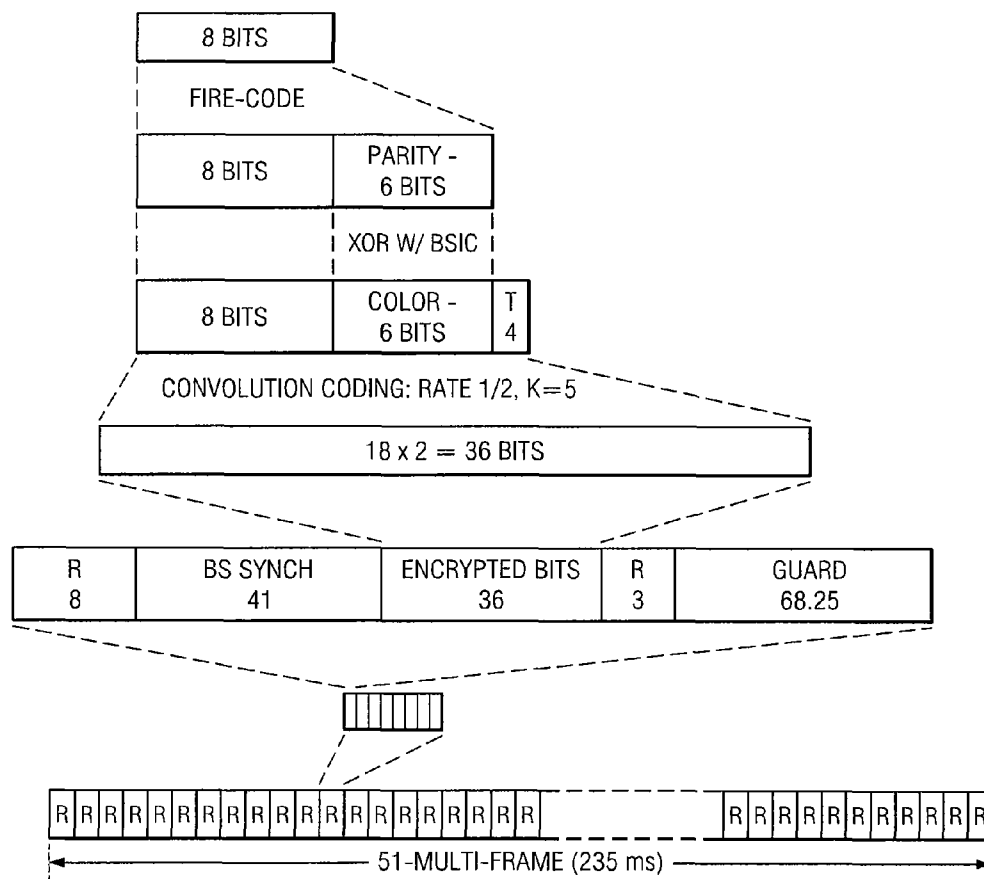 8 BITS
FIRE-CODE
8 BITS
PARITY -
6 BITS
XOR W/ BSIC
8 BITS
COLOR -
6 BITS
T
4
CONVOLUTION CODING: RATE 1/2, K=5
18 x 2 = 36 BITS
R
8
BS SYNCH
41
ENCRYPTED BITS
36
R
3
GUARD
68.25
R R R R R R R R R R R R R R R R R R R R R R R R R R R R R R R
51-MULTI-FRAME (235 ms)